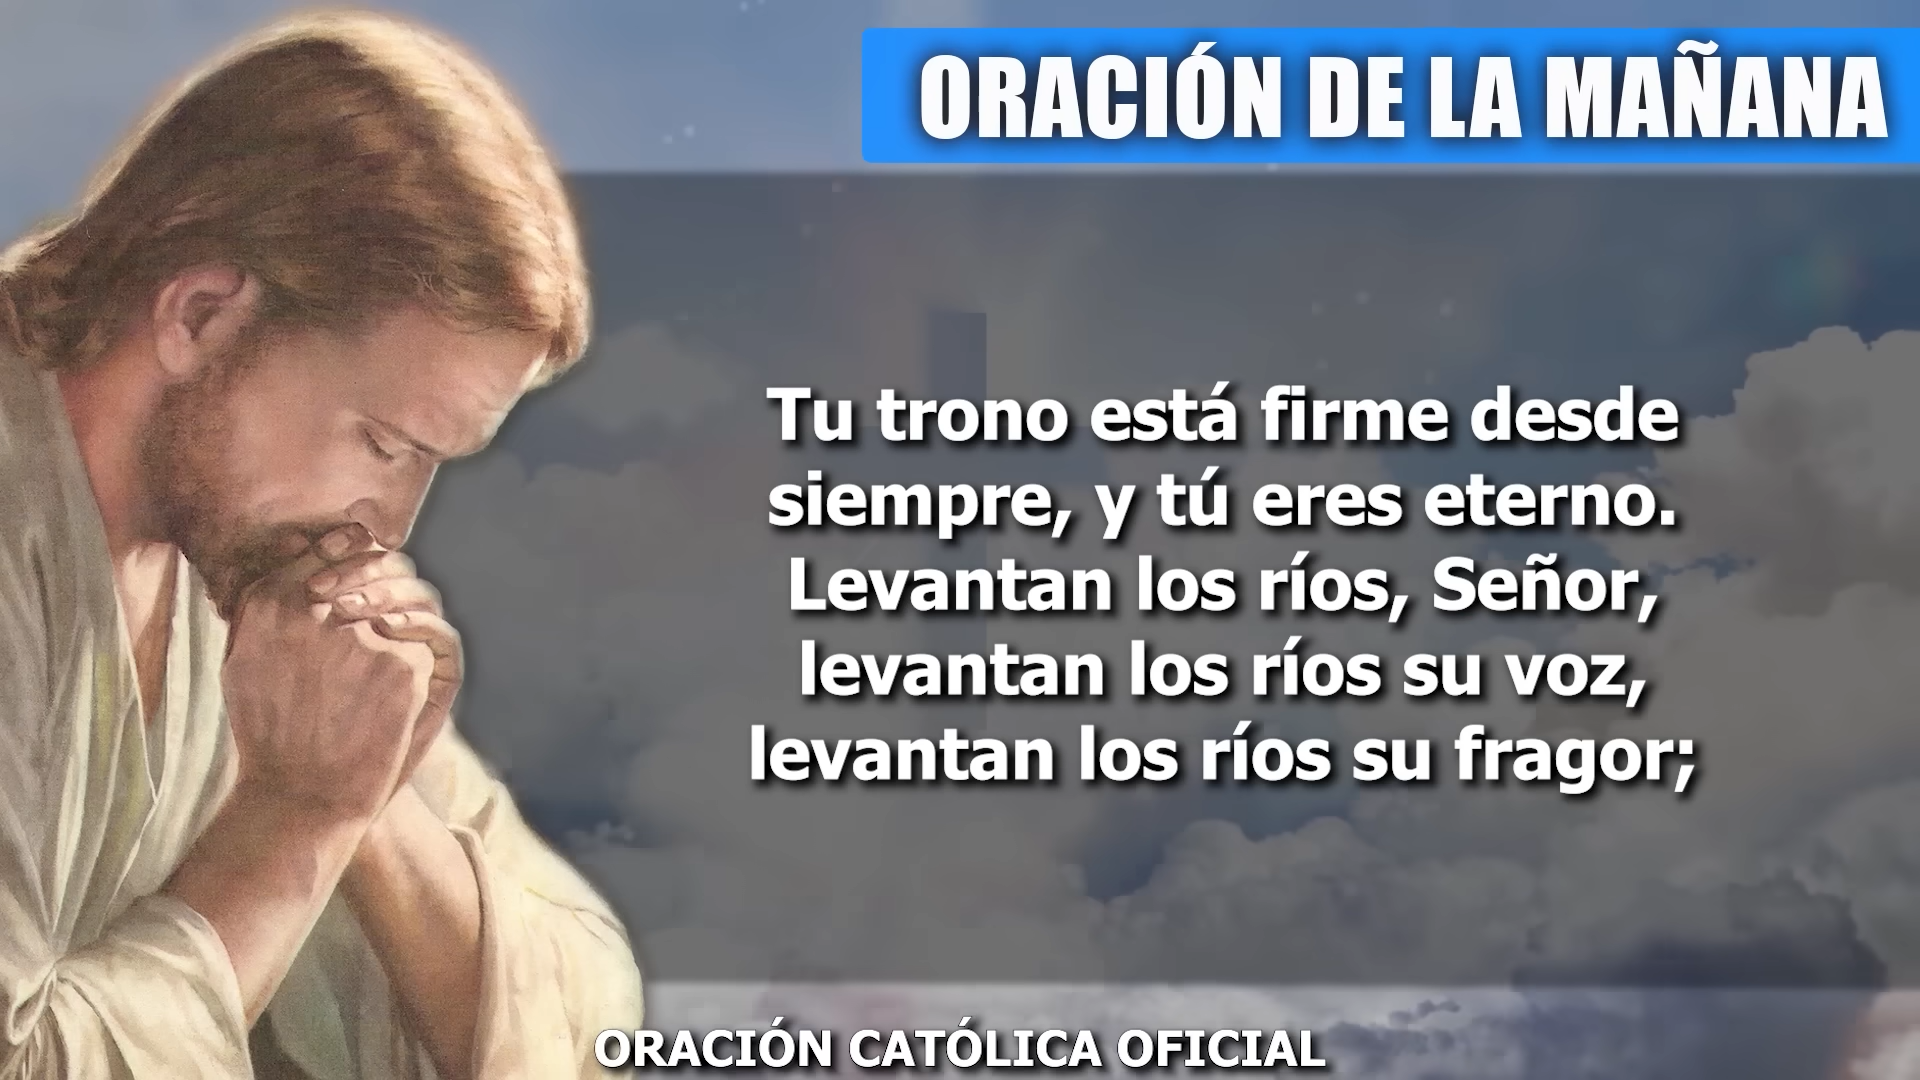 ORACIÓN DE LA MAÑANA
Tu trono está firme desde
siempre, y tú eres eterno.
Levantan los ríos, Señor,
levantan los ríos su voz,
levantan los ríos su fragor;
ORACIÓN CATÓLICA OFICIAL